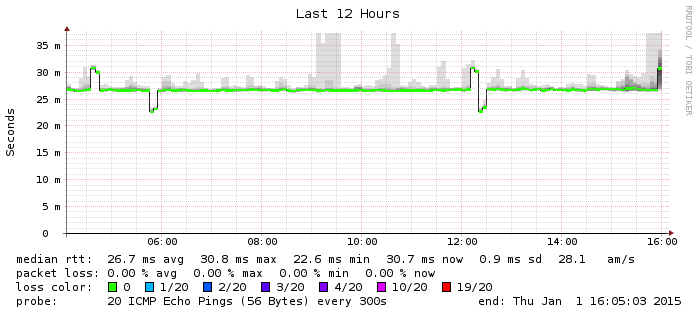 Last 12 Hours
RRDTOOL / TOBI OETIKER
Seconds
35 m
30 m
25 m
20 m
15 m
10 m
5 m
0
06:00 08:00 10:00 12:00 14:00 16:00
median rtt: 26.7 ms avg 30.8 ms max 22.6 ms min 30.7 ms now 0.9 ms sd 28.1 am/s
packet loss: 0.00 % avg 0.00 % max 0.00 % min 0.00 % now
loss color: 0 1/20 2/20 3/20 4/20 10/20 19/20
probe: 20 ICMP Echo Pings (56 Bytes) every 300s end: Thu Jan 1 16:05:03 2015